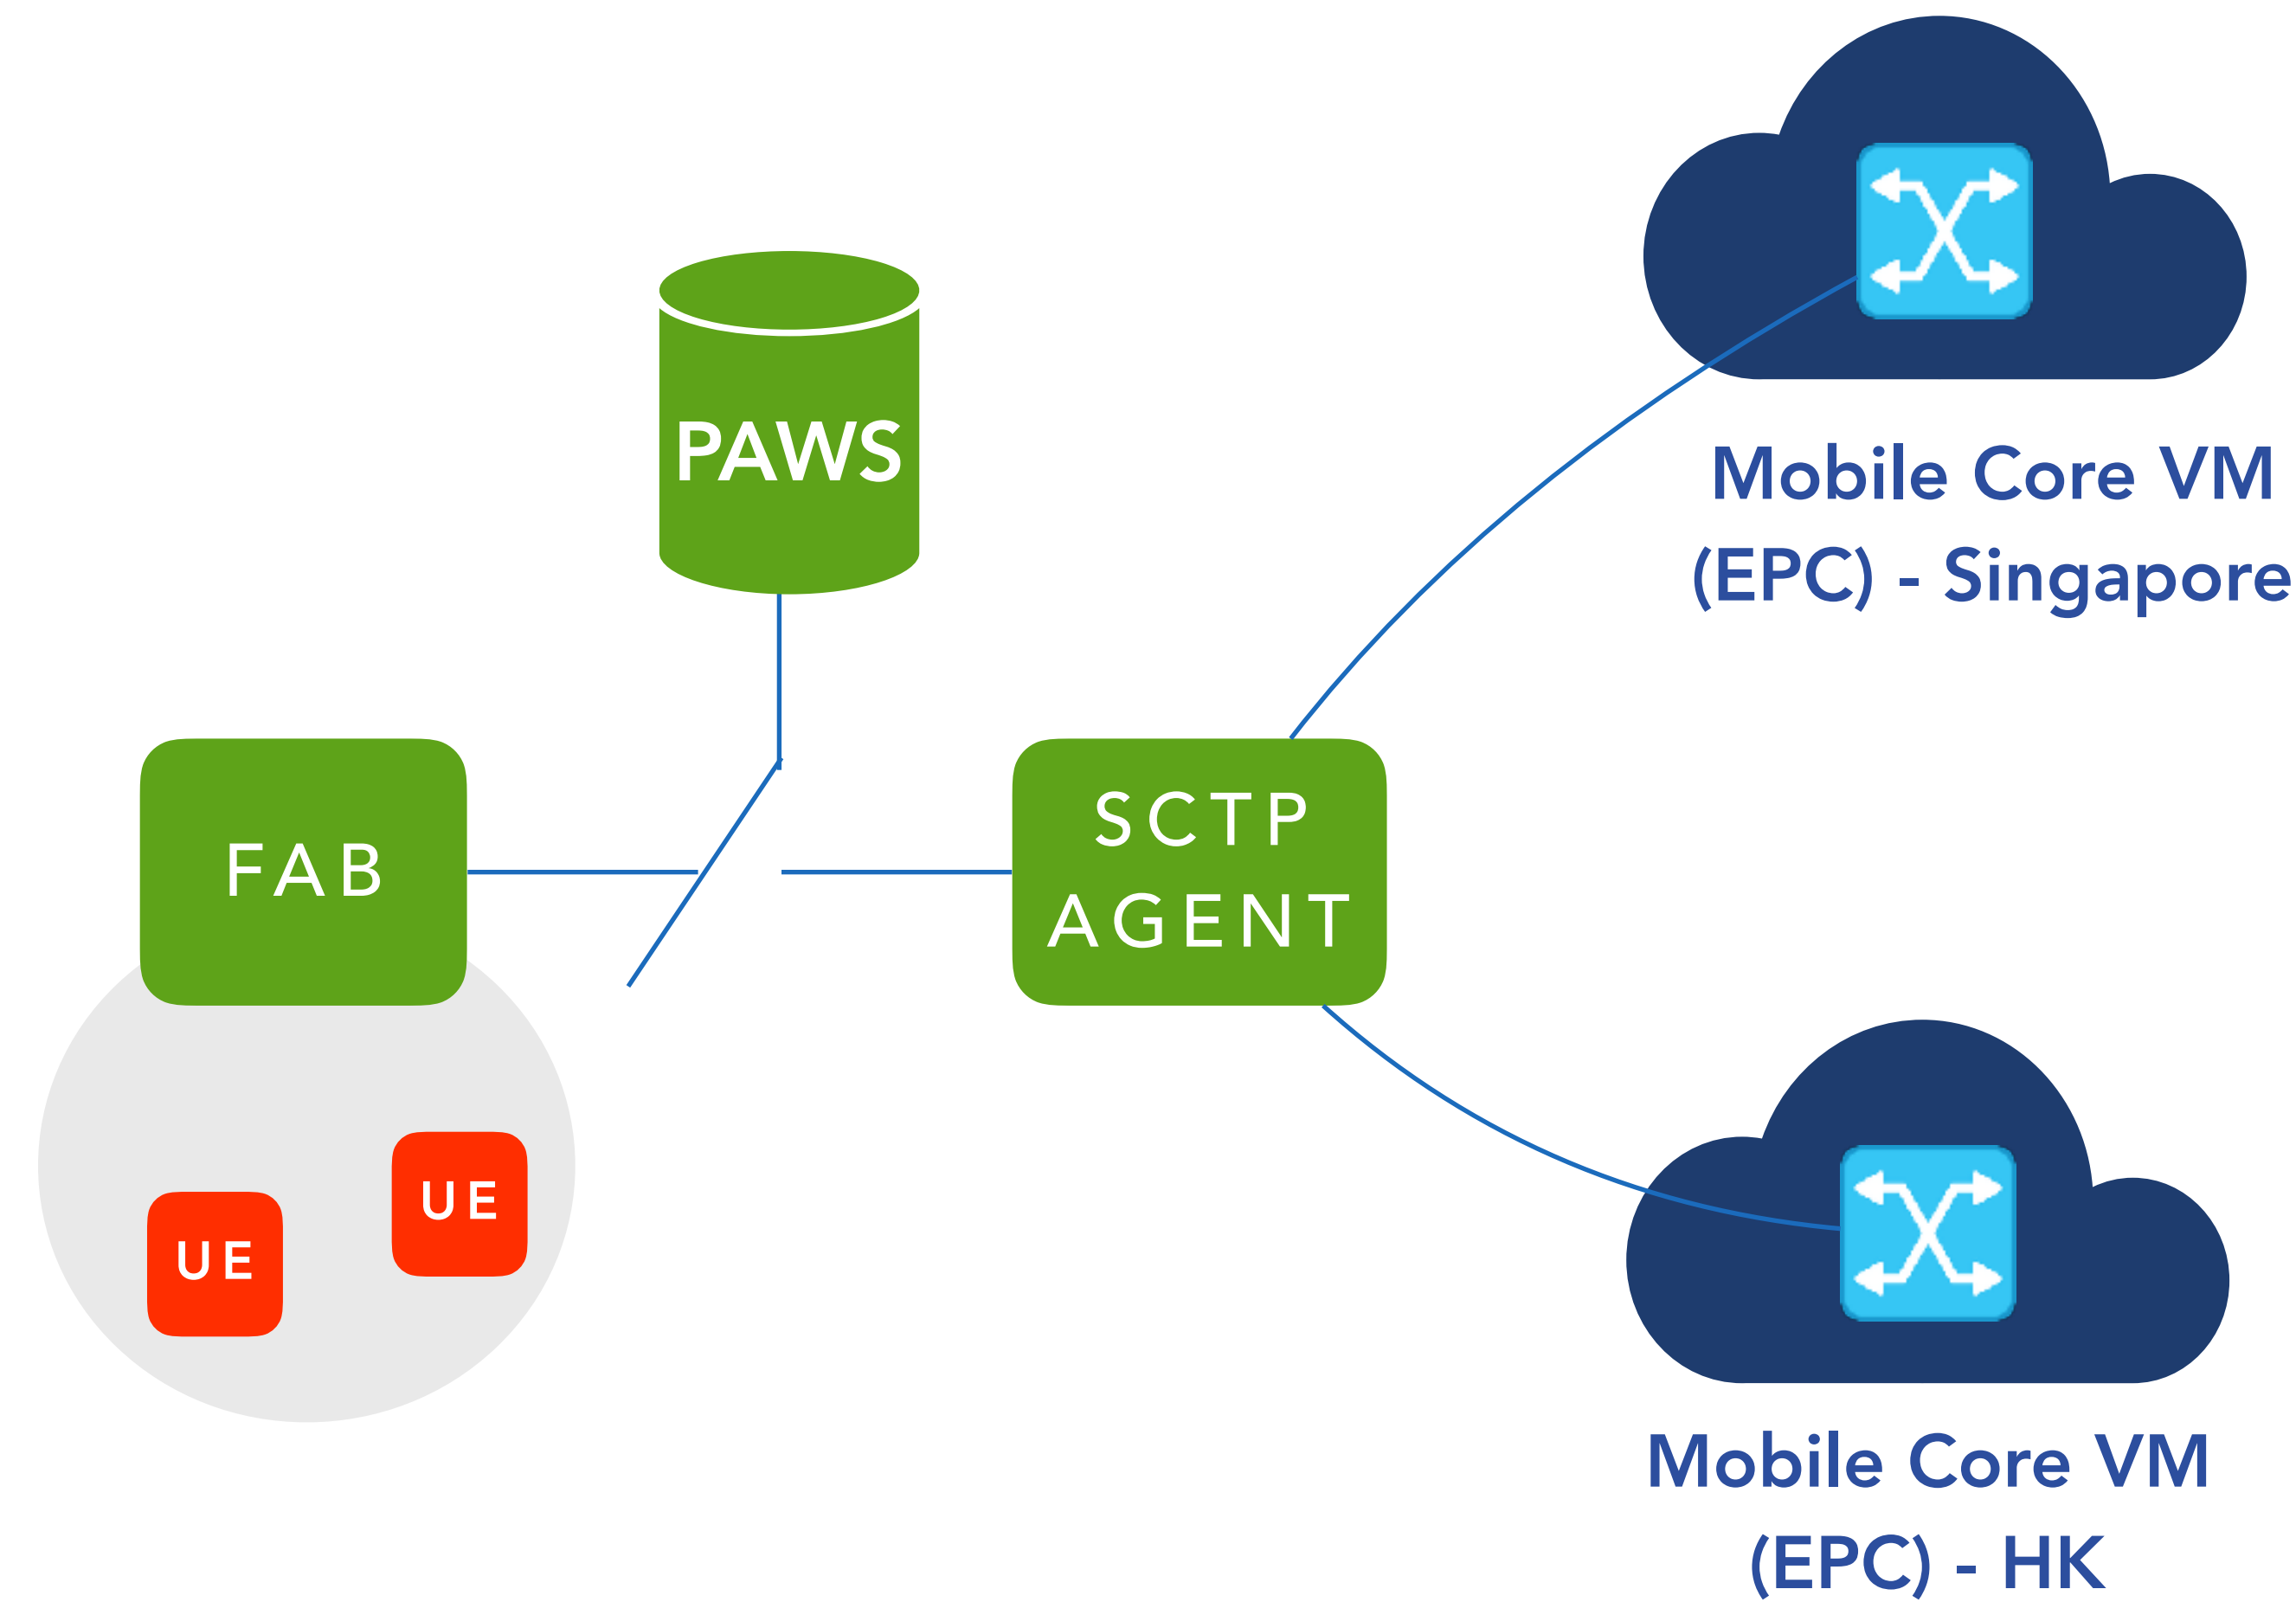 PAWS
Mobile Core VM
(EPC) - Singapore
FAB
SCTP
AGENT
UE
UE
Mobile Core VM
(EPC) - HK